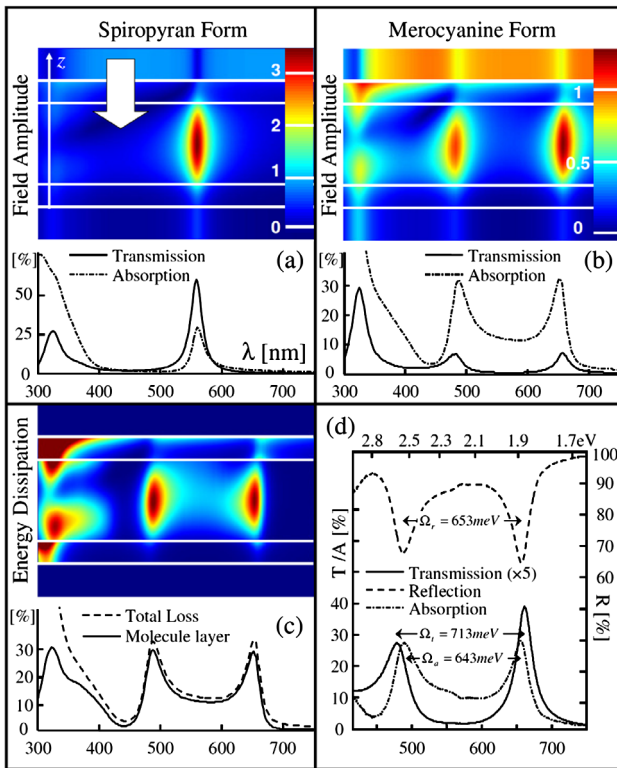 Spiropyran Form
Field Amplitude
z
3
2
1
0
[%]
50
25
0
Transmission
Absorption
(a)
λ [nm]
300 400 500 600
Merocyanine Form
Field Amplitude
1
0.5
0
[%]
30
20
10
0
Transmission
Absorption
(b)
300 400 500 600 700
Energy Dissipation
[%]
30
20
10
0
Total Loss
Molecule layer
(c)
300 400 500 600 700
(d)
2.8 2.5 2.3 2.1 1.9 1.7eV
T/A [%]
40
30
20
10
0
100
90
80
70
60
R [%]
Ωr = 653meV
Transmission (×5)
Reflection
Absorption
Ωt = 713meV
Ωa = 643meV
500 600 700